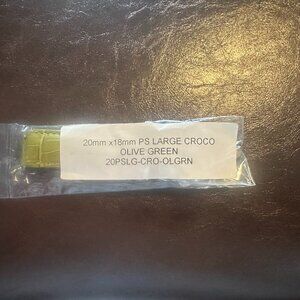 20mm x18mm PS LARGE CROCO
OLIVE GREEN
20PSLG-CRO-OLGRN